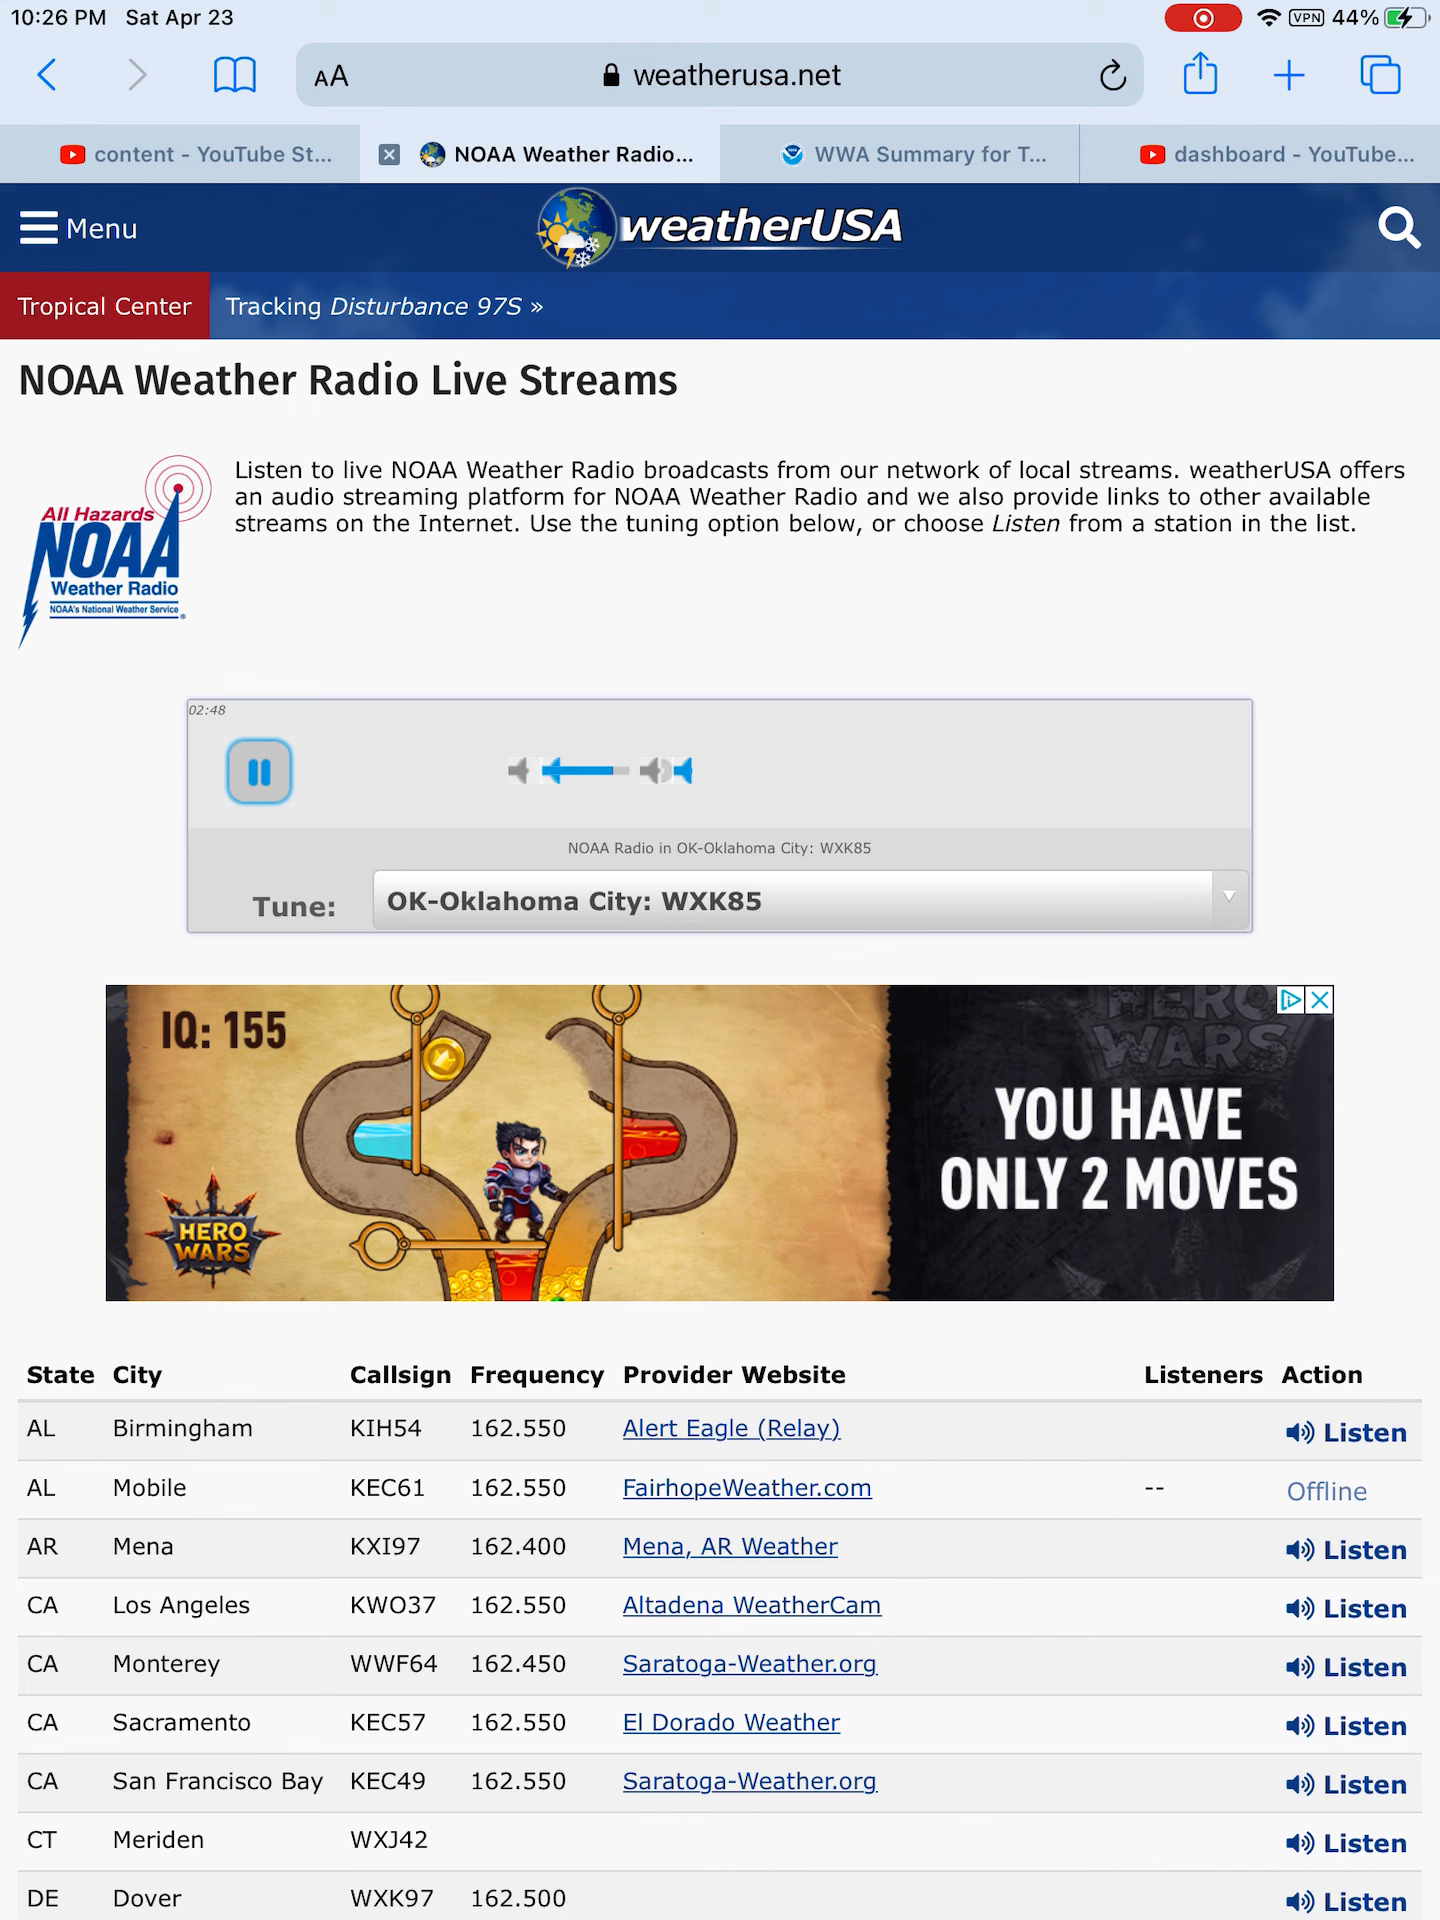 10:26 PM Sat Apr 23 VPN 44%
AA weatherusa.net
content - YouTube St... NOAA Weather Radio... WWA Summary for T... dashboard - YouTube...
Menu weatherUSA
Tropical Center Tracking Disturbance 97S »
NOAA Weather Radio Live Streams
Listen to live NOAA Weather Radio broadcasts from our network of local streams. weatherUSA offers
an audio streaming platform for NOAA Weather Radio and we also provide links to other available
streams on the Internet. Use the tuning option below, or choose Listen from a station in the list.
All Hazards
NOAA
Weather Radio
NOAA's National Weather Service
02:48
NOAA Radio in OK-Oklahoma City: WXK85
Tune: OK-Oklahoma City: WXK85
IQ: 155
HERO
WARS
HERO
WARS
YOU HAVE
ONLY 2 MOVES
State City Callsign Frequency Provider Website Listeners Action
AL Birmingham KIH54 162.550 Alert Eagle (Relay) Listen
AL Mobile KEC61 162.550 FairhopeWeather.com -- Offline
AR Mena KXI97 162.400 Mena, AR Weather Listen
CA Los Angeles KWO37 162.550 Altadena WeatherCam Listen
CA Monterey WWF64 162.450 Saratoga-Weather.org Listen
CA Sacramento KEC57 162.550 El Dorado Weather Listen
CA San Francisco Bay KEC49 162.550 Saratoga-Weather.org Listen
CT Meriden WXJ42 Listen
DE Dover WXK97 162.500 Listen